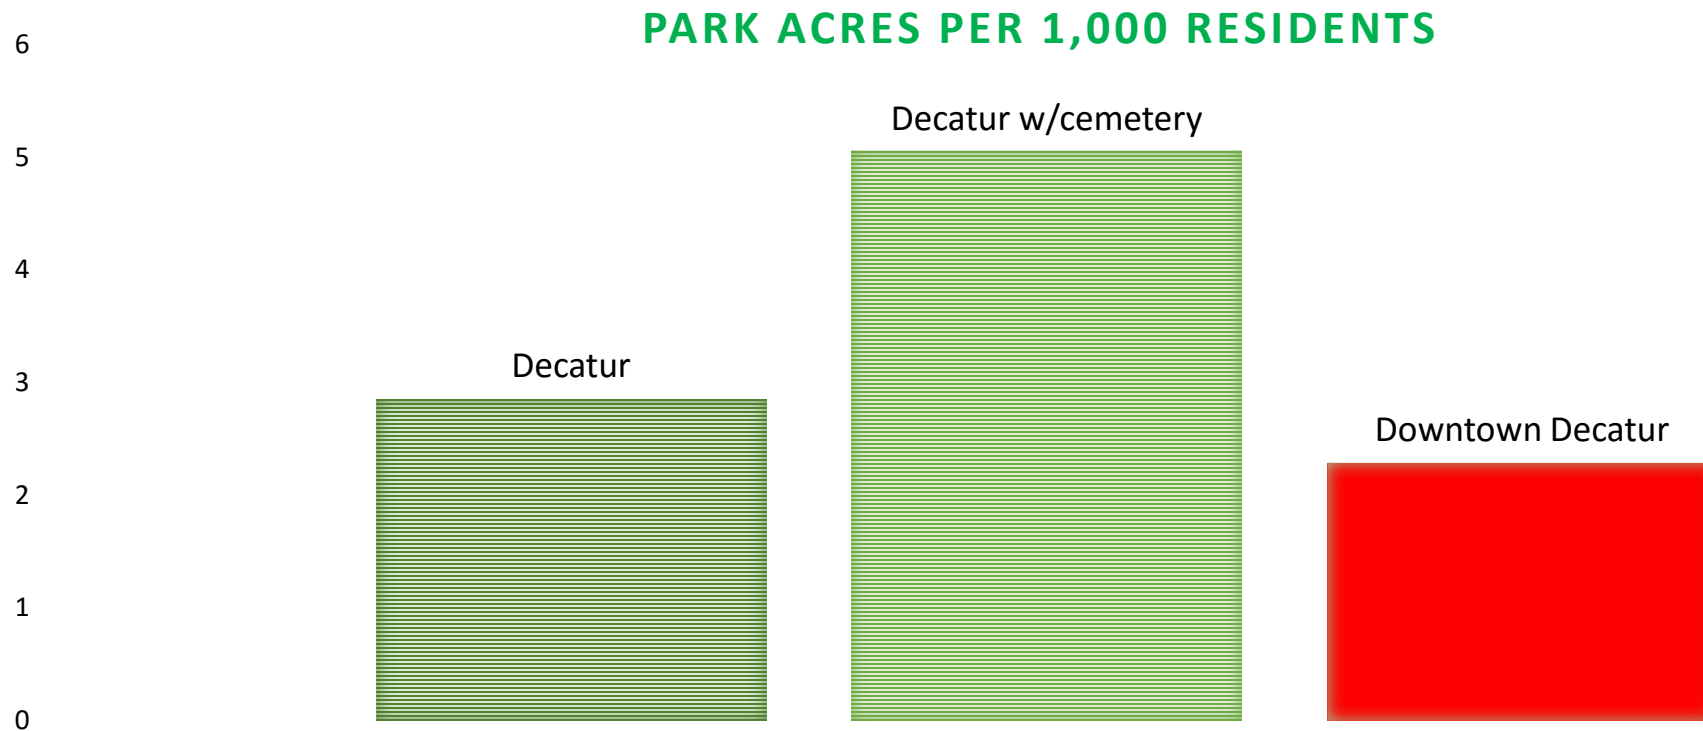 PARK ACRES PER 1,000 RESIDENTS
6
5
4
3
2
1
0
Decatur
Decatur w/cemetery
Downtown Decatur